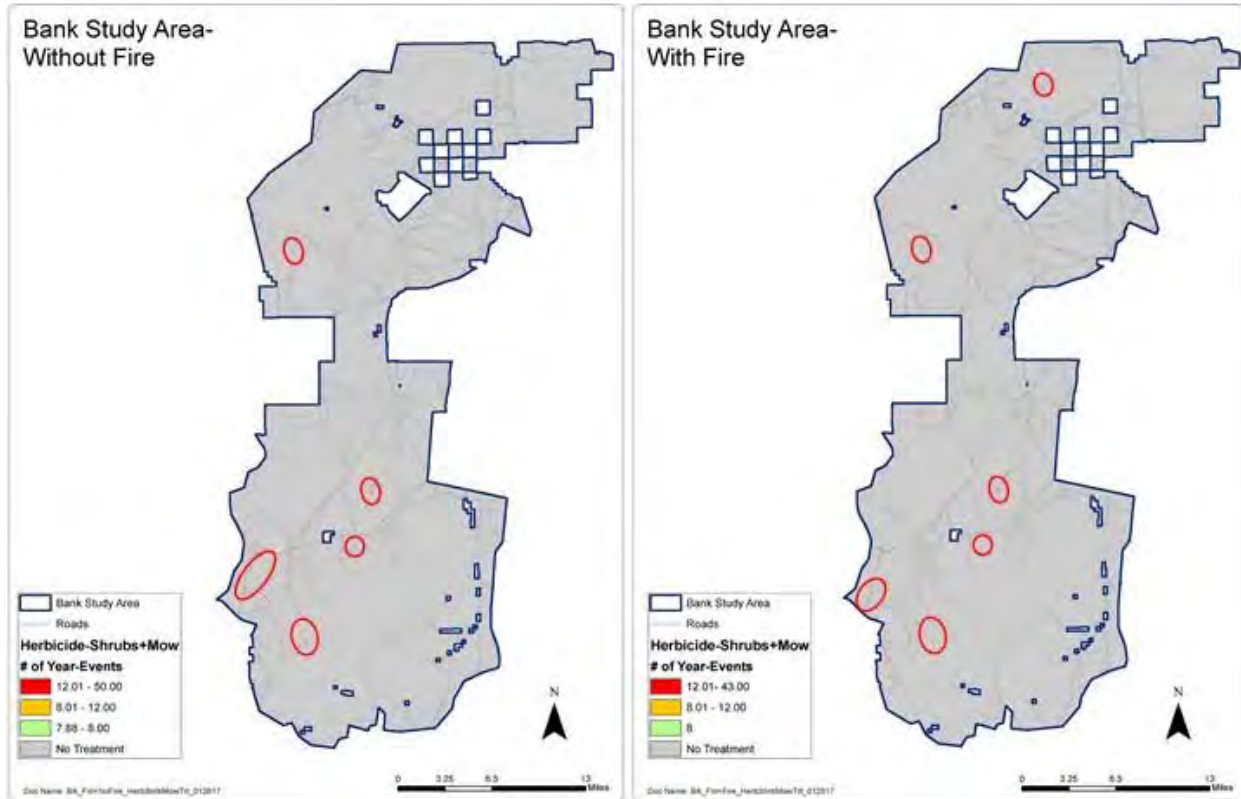 Bank Study Area-
Without Fire
Bank Study Area
Roads
Herbicide-Shrubs+Mow
# of Year-Events
12.01 - 50.00
8.01 - 12.00
7.88 - 8.00
No Treatment
N
0 3.25 6.5 13
Miles
Bank Study Area-
With Fire
Bank Study Area
Roads
Herbicide-Shrubs+Mow
# of Year-Events
12.01- 43.00
8.01 - 12.00
8
No Treatment
N
0 3.25 6.5 13
Miles